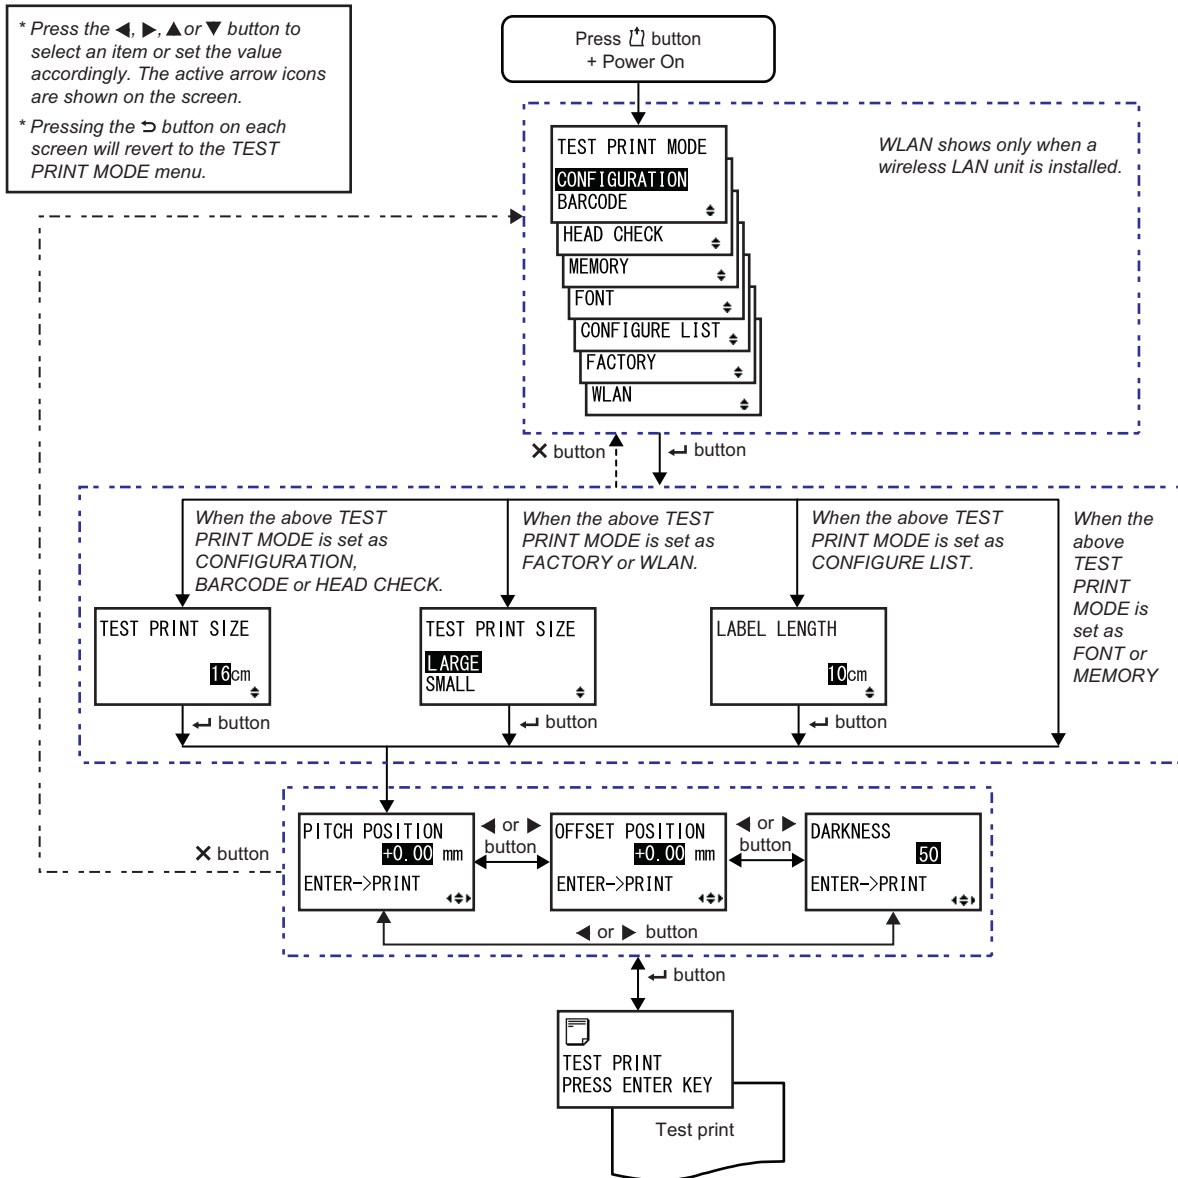 * Press the ◀, ▶, ▲ or ▼ button to
select an item or set the value
accordingly. The active arrow icons
are shown on the screen.
* Pressing the ⮌ button on each
screen will revert to the TEST
PRINT MODE menu.
Press button
+ Power On
TEST PRINT MODE
CONFIGURATION
BARCODE
HEAD CHECK
MEMORY
FONT
CONFIGURE LIST
FACTORY
WLAN
WLAN shows only when a
wireless LAN unit is installed.
✕ button
↵ button
When the above TEST
PRINT MODE is set as
CONFIGURATION,
BARCODE or HEAD CHECK.
When the above TEST
PRINT MODE is set as
FACTORY or WLAN.
When the above TEST
PRINT MODE is set as
CONFIGURE LIST.
When the
above
TEST
PRINT
MODE is
set as
FONT or
MEMORY
TEST PRINT SIZE
16cm
TEST PRINT SIZE
LARGE
SMALL
LABEL LENGTH
10cm
↵ button
↵ button
↵ button
✕ button
PITCH POSITION
+0.00 mm
ENTER->PRINT
◀ or ▶
button
OFFSET POSITION
+0.00 mm
ENTER->PRINT
◀ or ▶
button
DARKNESS
50
ENTER->PRINT
◀ or ▶ button
↵ button
TEST PRINT
PRESS ENTER KEY
Test print